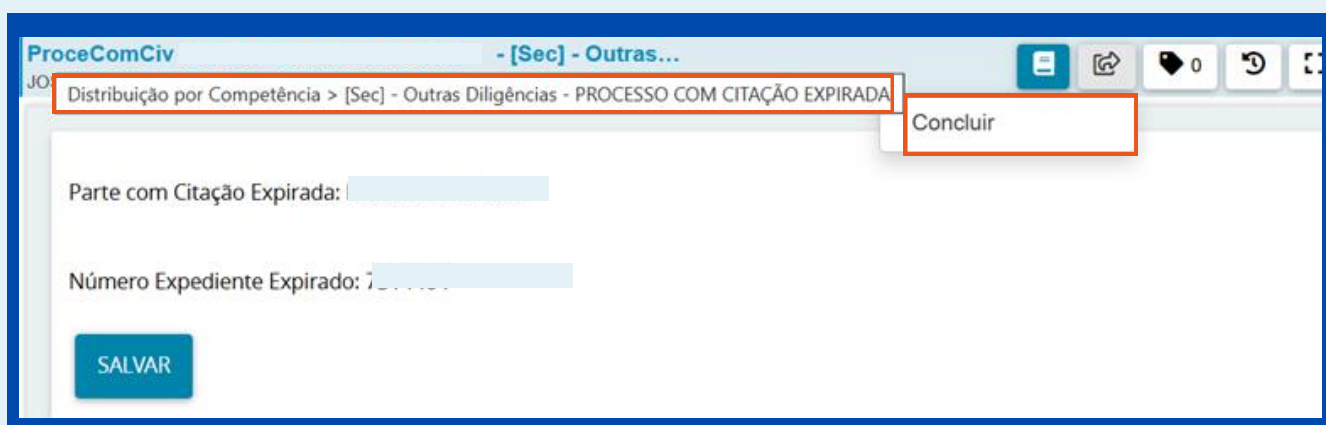 ProceComCiv - [Sec] - Outras...
0
Distribuição por Competência > [Sec] - Outras Diligências - PROCESSO COM CITAÇÃO EXPIRADA
Concluir
Parte com Citação Expirada:
Número Expediente Expirado:
SALVAR